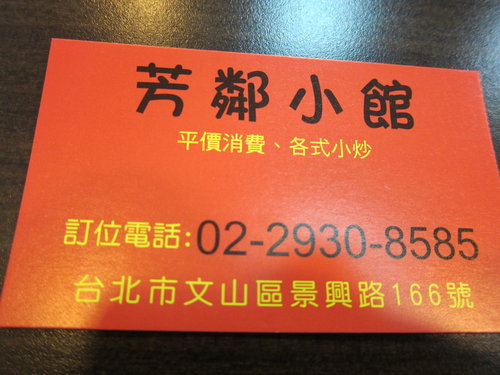 芳鄰小館
平價消費、各式小炒
訂位電話:02-2930-8585
台北市文山區景興路166號